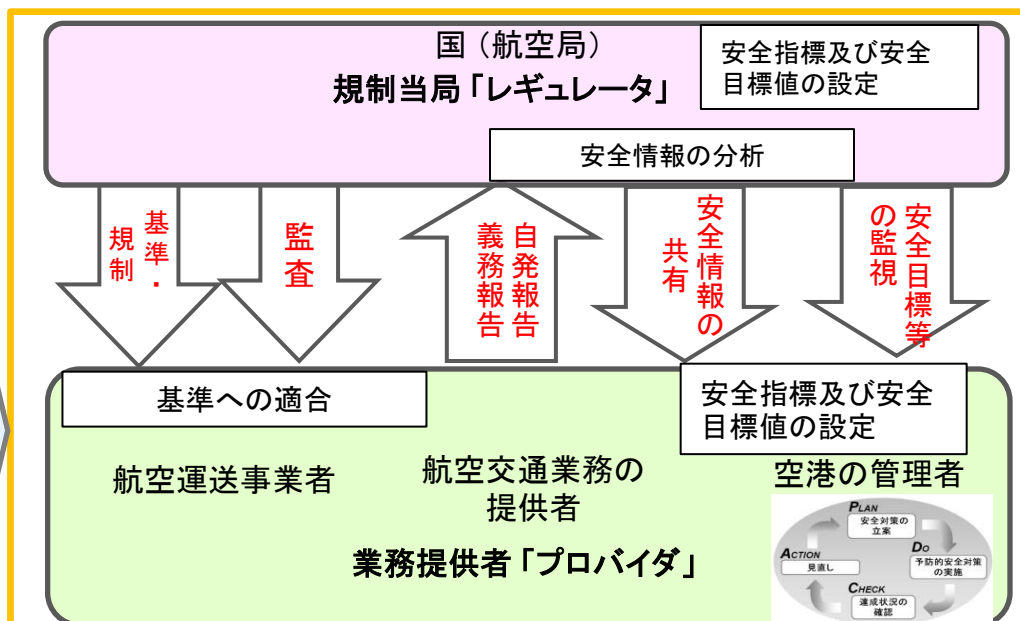 国（航空局）
規制当局「レギュレータ」
安全指標及び安全
目標値の設定
安全情報の分析
基準・
規制
監査
自発報告
義務報告
安全情報の
共有
安全目標等
の監視
基準への適合
安全指標及び安全
目標値の設定
航空運送事業者
航空交通業務の
提供者
空港の管理者
業務提供者「プロバイダ」
PLAN
安全対策の
立案
DO
予防的安全対策
の実施
CHECK
達成状況の
確認
ACTION
見直し